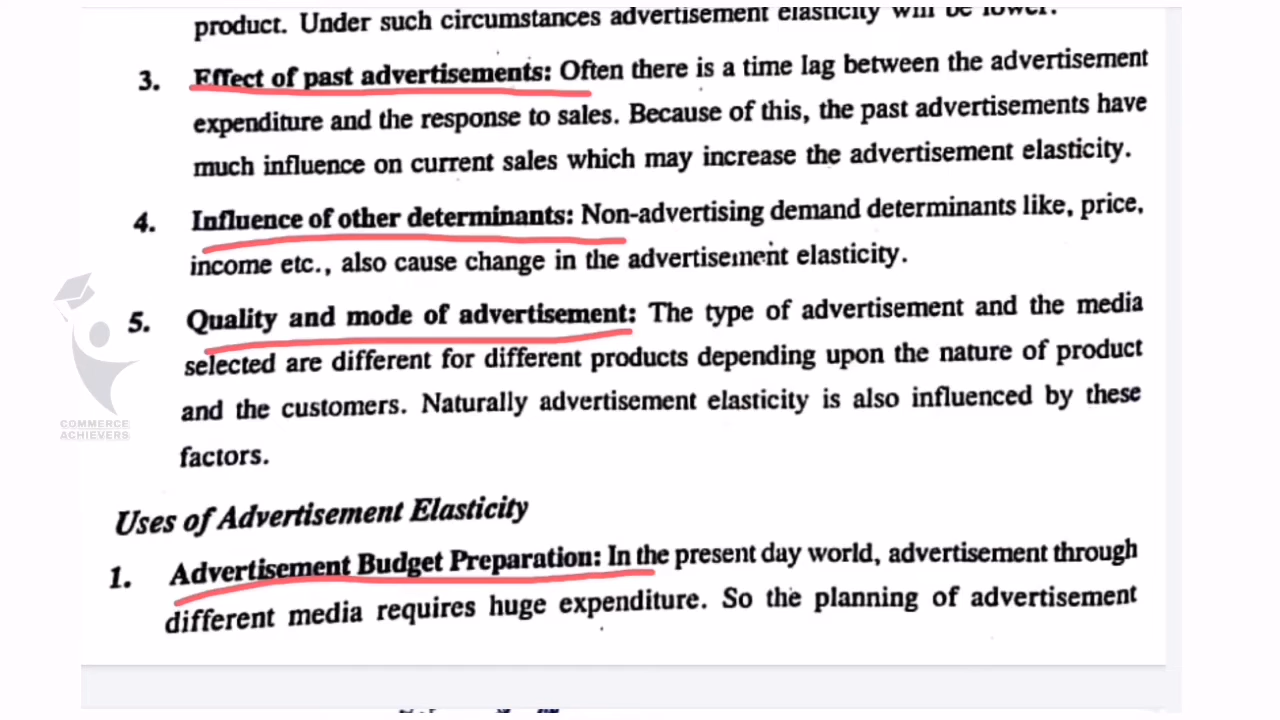 product. Under such circumstances advertisement elasticity will be lower.
3. Effect of past advertisements: Often there is a time lag between the advertisement
expenditure and the response to sales. Because of this, the past advertisements have
much influence on current sales which may increase the advertisement elasticity.
4. Influence of other determinants: Non-advertising demand determinants like, price,
income etc., also cause change in the advertisement elasticity.
5. Quality and mode of advertisement: The type of advertisement and the media
selected are different for different products depending upon the nature of product
and the customers. Naturally advertisement elasticity is also influenced by these
factors.
COMMERCE
ACHIEVERS
Uses of Advertisement Elasticity
1. Advertisement Budget Preparation: In the present day world, advertisement through
different media requires huge expenditure. So the planning of advertisement